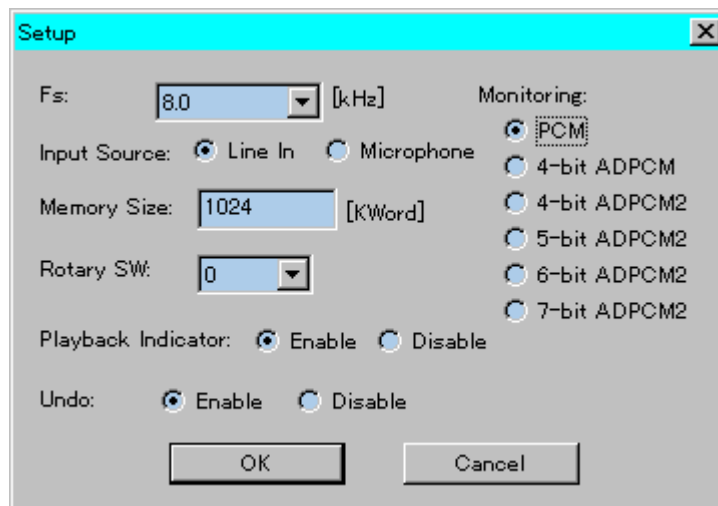 Setup
Fs: 8.0 [kHz]
Input Source: Line In Microphone
Memory Size: 1024 [KWord]
Rotary SW: 0
Playback Indicator: Enable Disable
Undo: Enable Disable
Monitoring:
PCM
4-bit ADPCM
4-bit ADPCM2
5-bit ADPCM2
6-bit ADPCM2
7-bit ADPCM2
OK Cancel